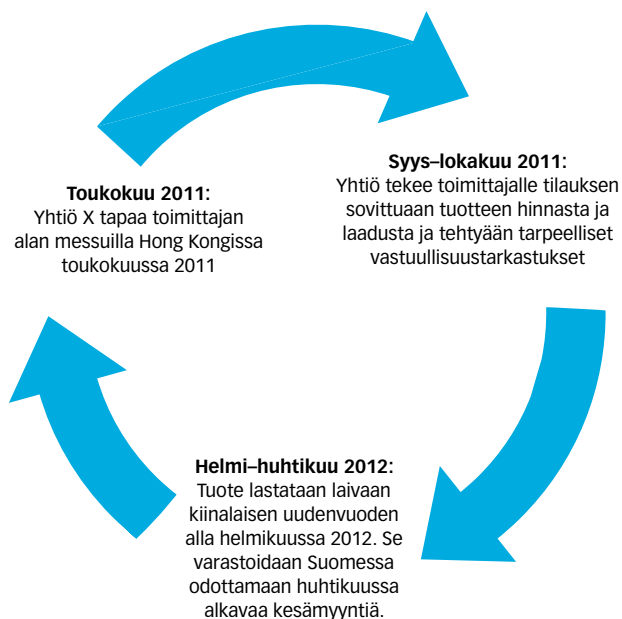 Toukokuu 2011:
Yhtiö X tapaa toimittajan
alan messuilla Hong Kongissa
toukokuussa 2011
Syys–lokakuu 2011:
Yhtiö tekee toimittajalle tilauksen
sovittuaan tuotteen hinnasta ja
laadusta ja tehtyään tarpeelliset
vastuullisuustarkastukset
Helmi–huhtikuu 2012:
Tuote lastataan laivaan
kiinalaisen uudenvuoden
alla helmikuussa 2012. Se
varastoidaan Suomessa
odottamaan huhtikuussa
alkavaa kesämyyntiä.